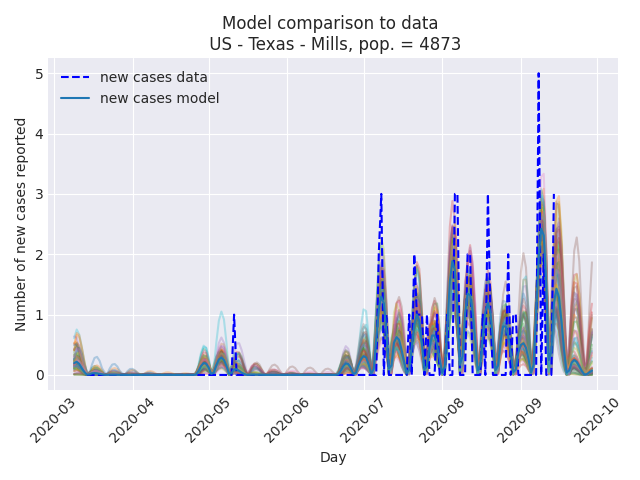 Model comparison to data
US - Texas - Mills, pop. = 4873
new cases data
new cases model
Number of new cases reported
5
4
3
2
1
0
2020-03
2020-04
2020-05
2020-06
2020-07
2020-08
2020-09
2020-10
Day